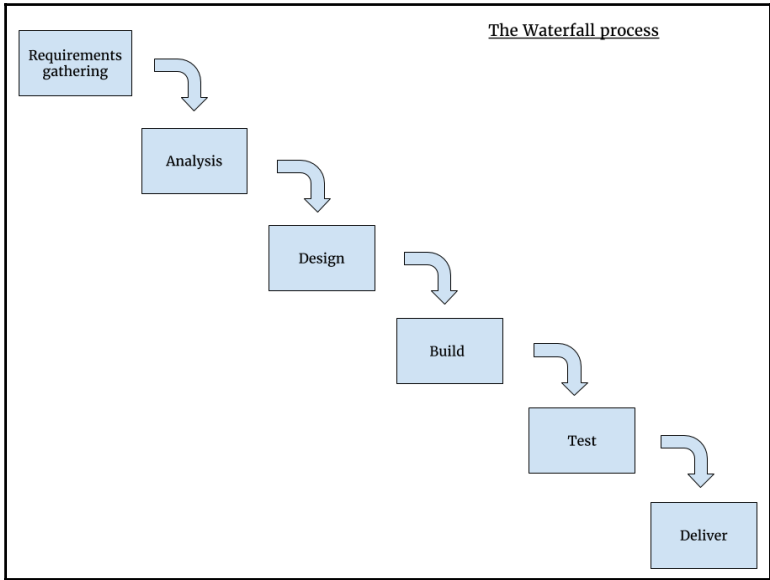 The Waterfall process
Requirements
gathering
Analysis
Design
Build
Test
Deliver